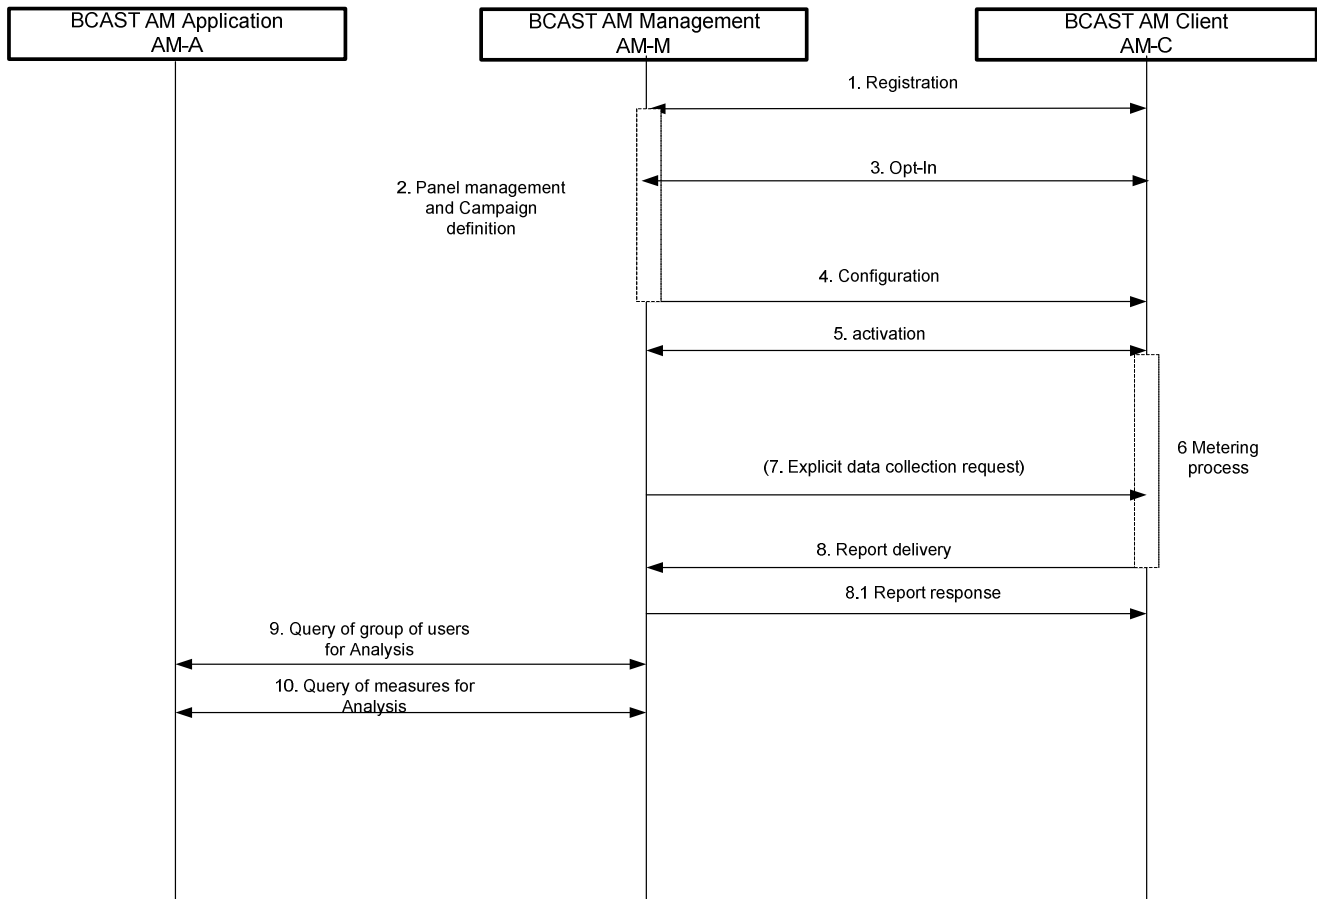 BCAST AM Application
AM-A
BCAST AM Management
AM-M
BCAST AM Client
AM-C
1. Registration
2. Panel management
and Campaign
definition
3. Opt-In
4. Configuration
5. activation
6 Metering
process
(7. Explicit data collection request)
8. Report delivery
8.1 Report response
9. Query of group of users
for Analysis
10. Query of measures for
Analysis